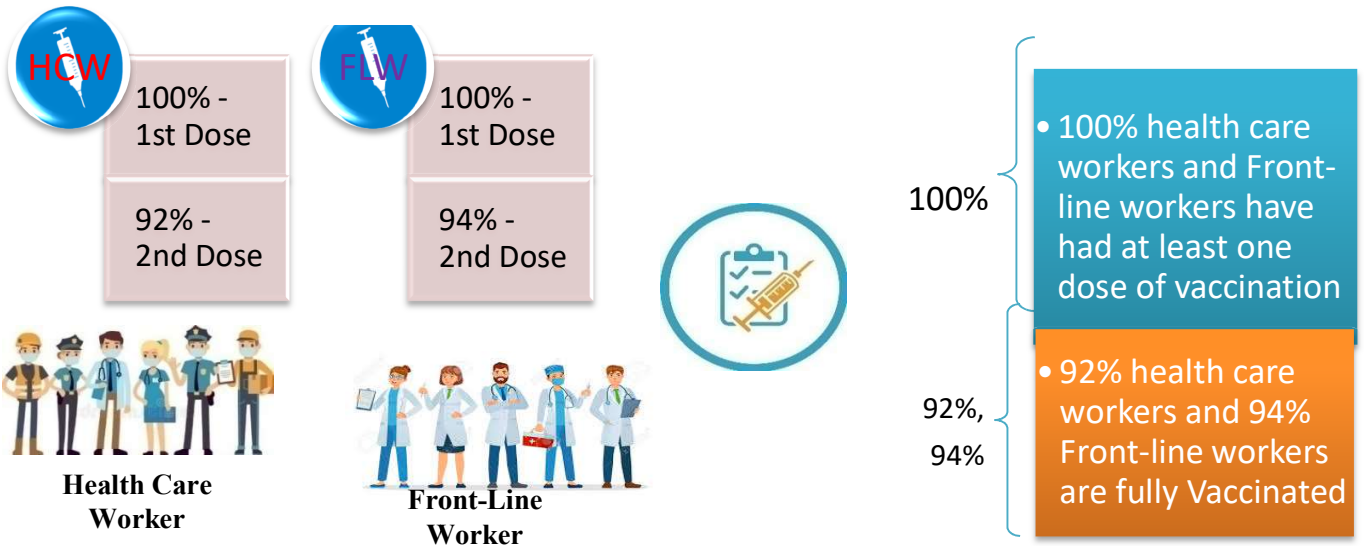 HCW
100% -
1st Dose
92% -
2nd Dose
Health Care
Worker
FLW
100% -
1st Dose
94% -
2nd Dose
Front-Line
Worker
100%
• 100% health care
workers and Front-
line workers have
had at least one
dose of vaccination
92%,
94%
• 92% health care
workers and 94%
Front-line workers
are fully Vaccinated